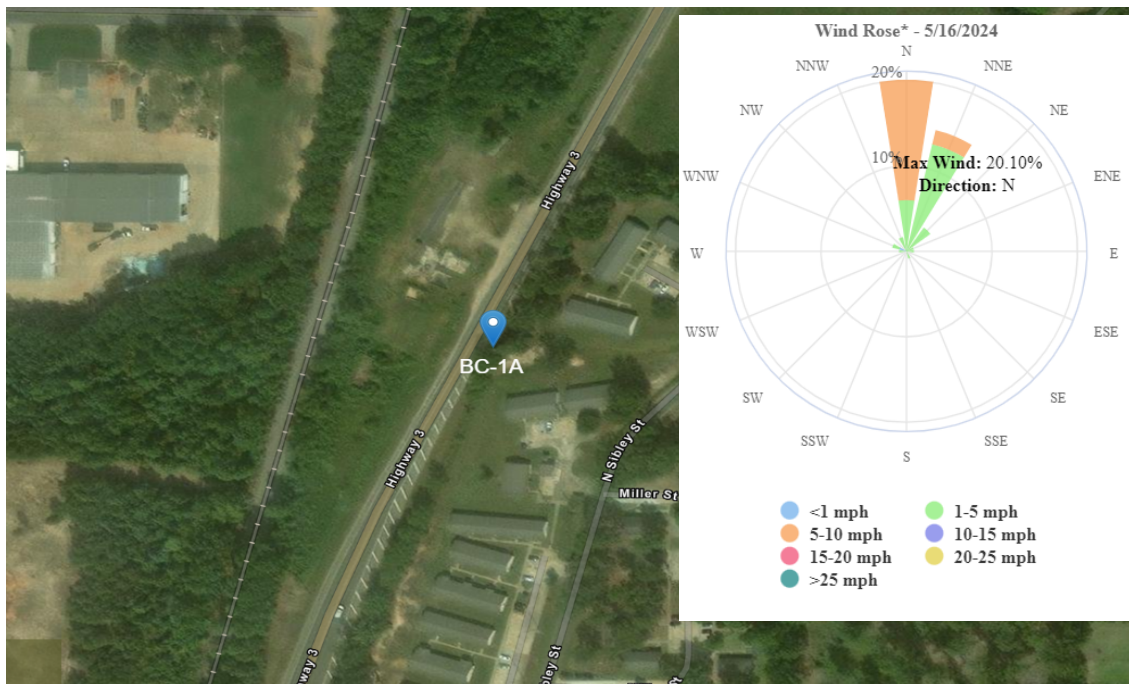 Wind Rose* - 5/16/2024
N
NNW
NNE
20%
NW
NE
10%
Max Wind: 20.10%
Direction: N
WNW
ENE
W
E
WSW
ESE
SW
SE
SSW
SSE
S
<1 mph
1-5 mph
5-10 mph
10-15 mph
15-20 mph
20-25 mph
>25 mph
Highway 3
BC-1A
Highway 3
N Sibley St
Miller St
Highway 3
Sibley St
St